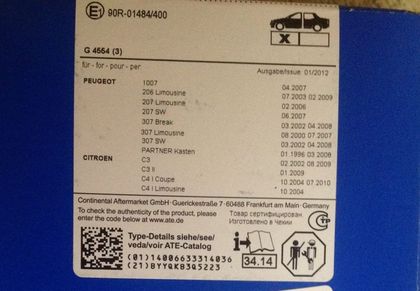 E1 90R-01484/400
X
G 4554 (3)
für - for - pour - per Ausgabe/Issue 01/2012
PEUGEOT 1007 04.2007
206 Limousine 07.2003 02.2009
207 Limousine 02.2006
207 SW 06.2007
307 Break 03.2002 04.2008
307 Limousine 08.2000 07.2007
307 SW 03.2002 04.2008
PARTNER Kasten 01.1996 03.2008
CITROEN C3 02.2002 08.2009
C3 II 01.2009
C4 I Coupe 10.2004 07.2010
C4 I Limousine 10.2004
Continental Aftermarket GmbH · Guerickestraße 7 · 60488 Frankfurt am Main · Germany
To check the authenticity of the product, please
enter code below at www.ate.de.
Товар сертифицирован
Изготовлено в Чехии
Type-Details siehe/see/
veda/voir ATE-Catalog
34.14
(01)14006633314036
(21)BYYQKB3Q5223